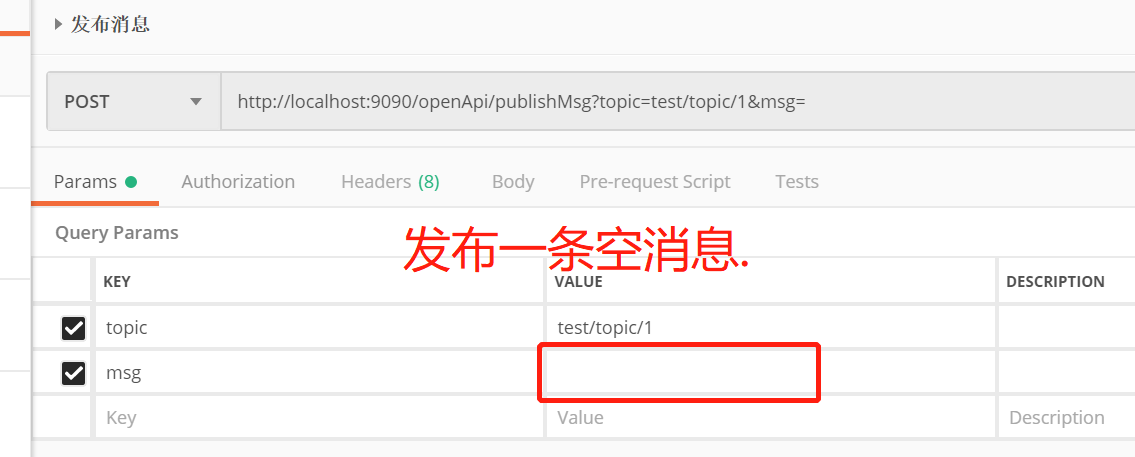 发布消息
POST http://localhost:9090/openApi/publishMsg?topic=test/topic/1&msg=
Params Authorization Headers (8) Body Pre-request Script Tests
Query Params
发布一条空消息.
KEY VALUE DESCRIPTION
topic test/topic/1
msg
Key Value Description